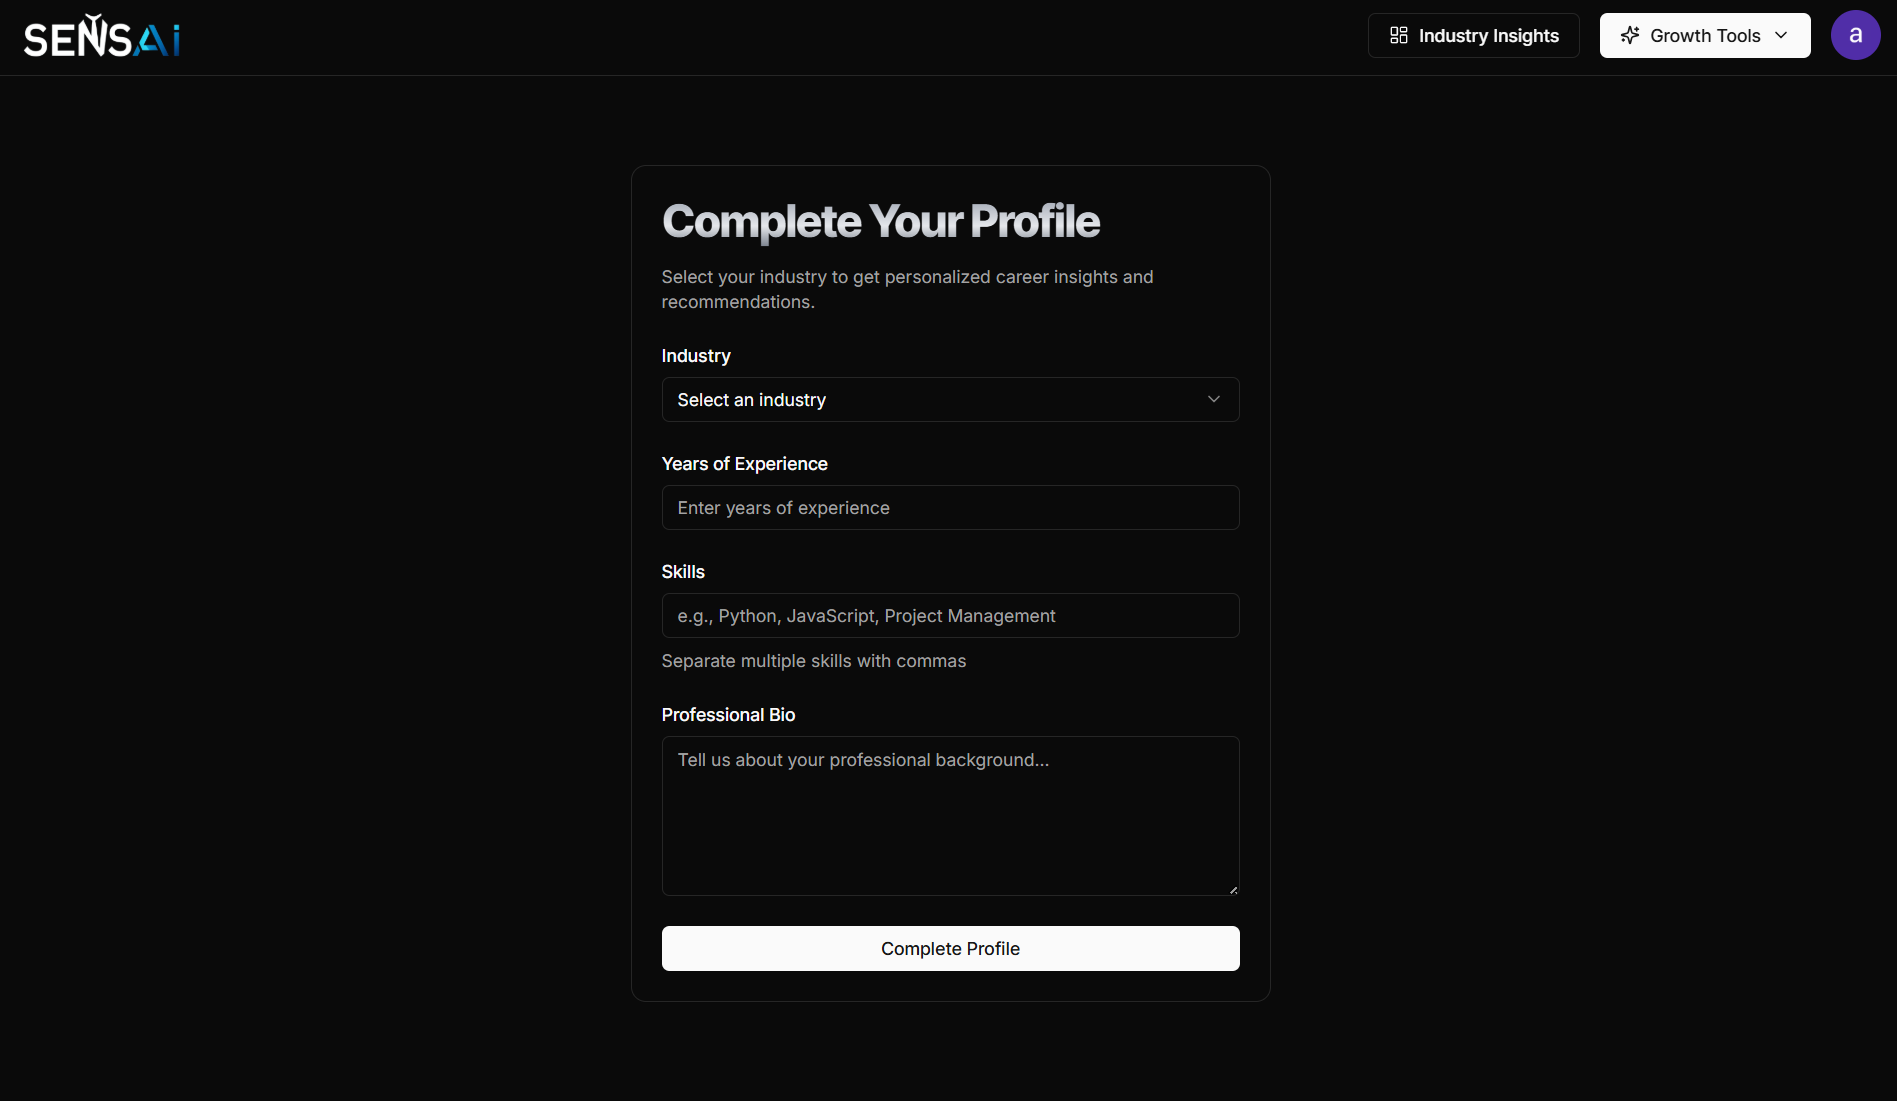 SENSAi
Industry Insights
Growth Tools
a
Complete Your Profile
Select your industry to get personalized career insights and
recommendations.
Industry
Select an industry
Years of Experience
Enter years of experience
Skills
e.g., Python, JavaScript, Project Management
Separate multiple skills with commas
Professional Bio
Tell us about your professional background...
Complete Profile